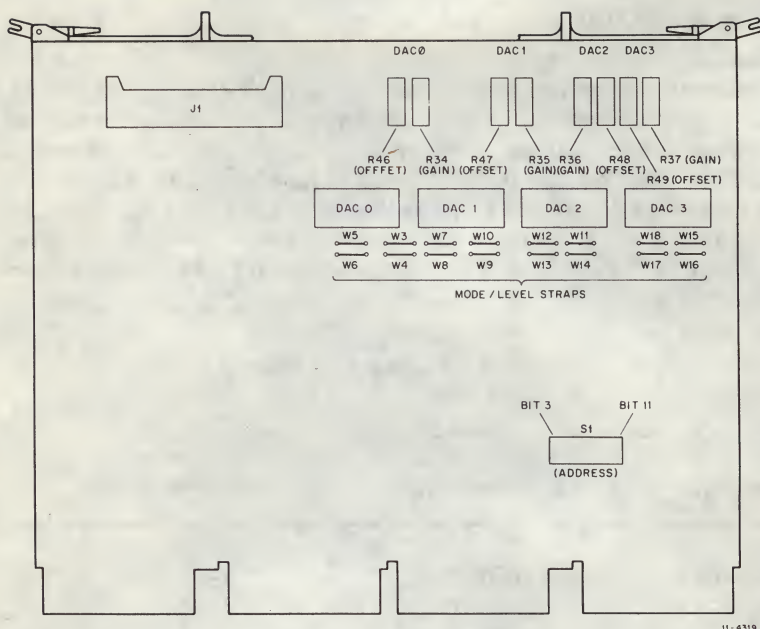 DACØ DAC1 DAC2 DAC3
J1
R46 R34 R47 R35 R36 R48 R37 (GAIN)
(OFFFET) (GAIN) (OFFSET) (GAIN) (GAIN) (OFFSET) R49 (OFFSET)
DAC 0 DAC 1 DAC 2 DAC 3
W5 W3 W7 W10 W12 W11 W18 W15
W6 W4 W8 W9 W13 W14 W17 W16
MODE / LEVEL STRAPS
BIT 3 BIT 11
S1
(ADDRESS)
11-4319